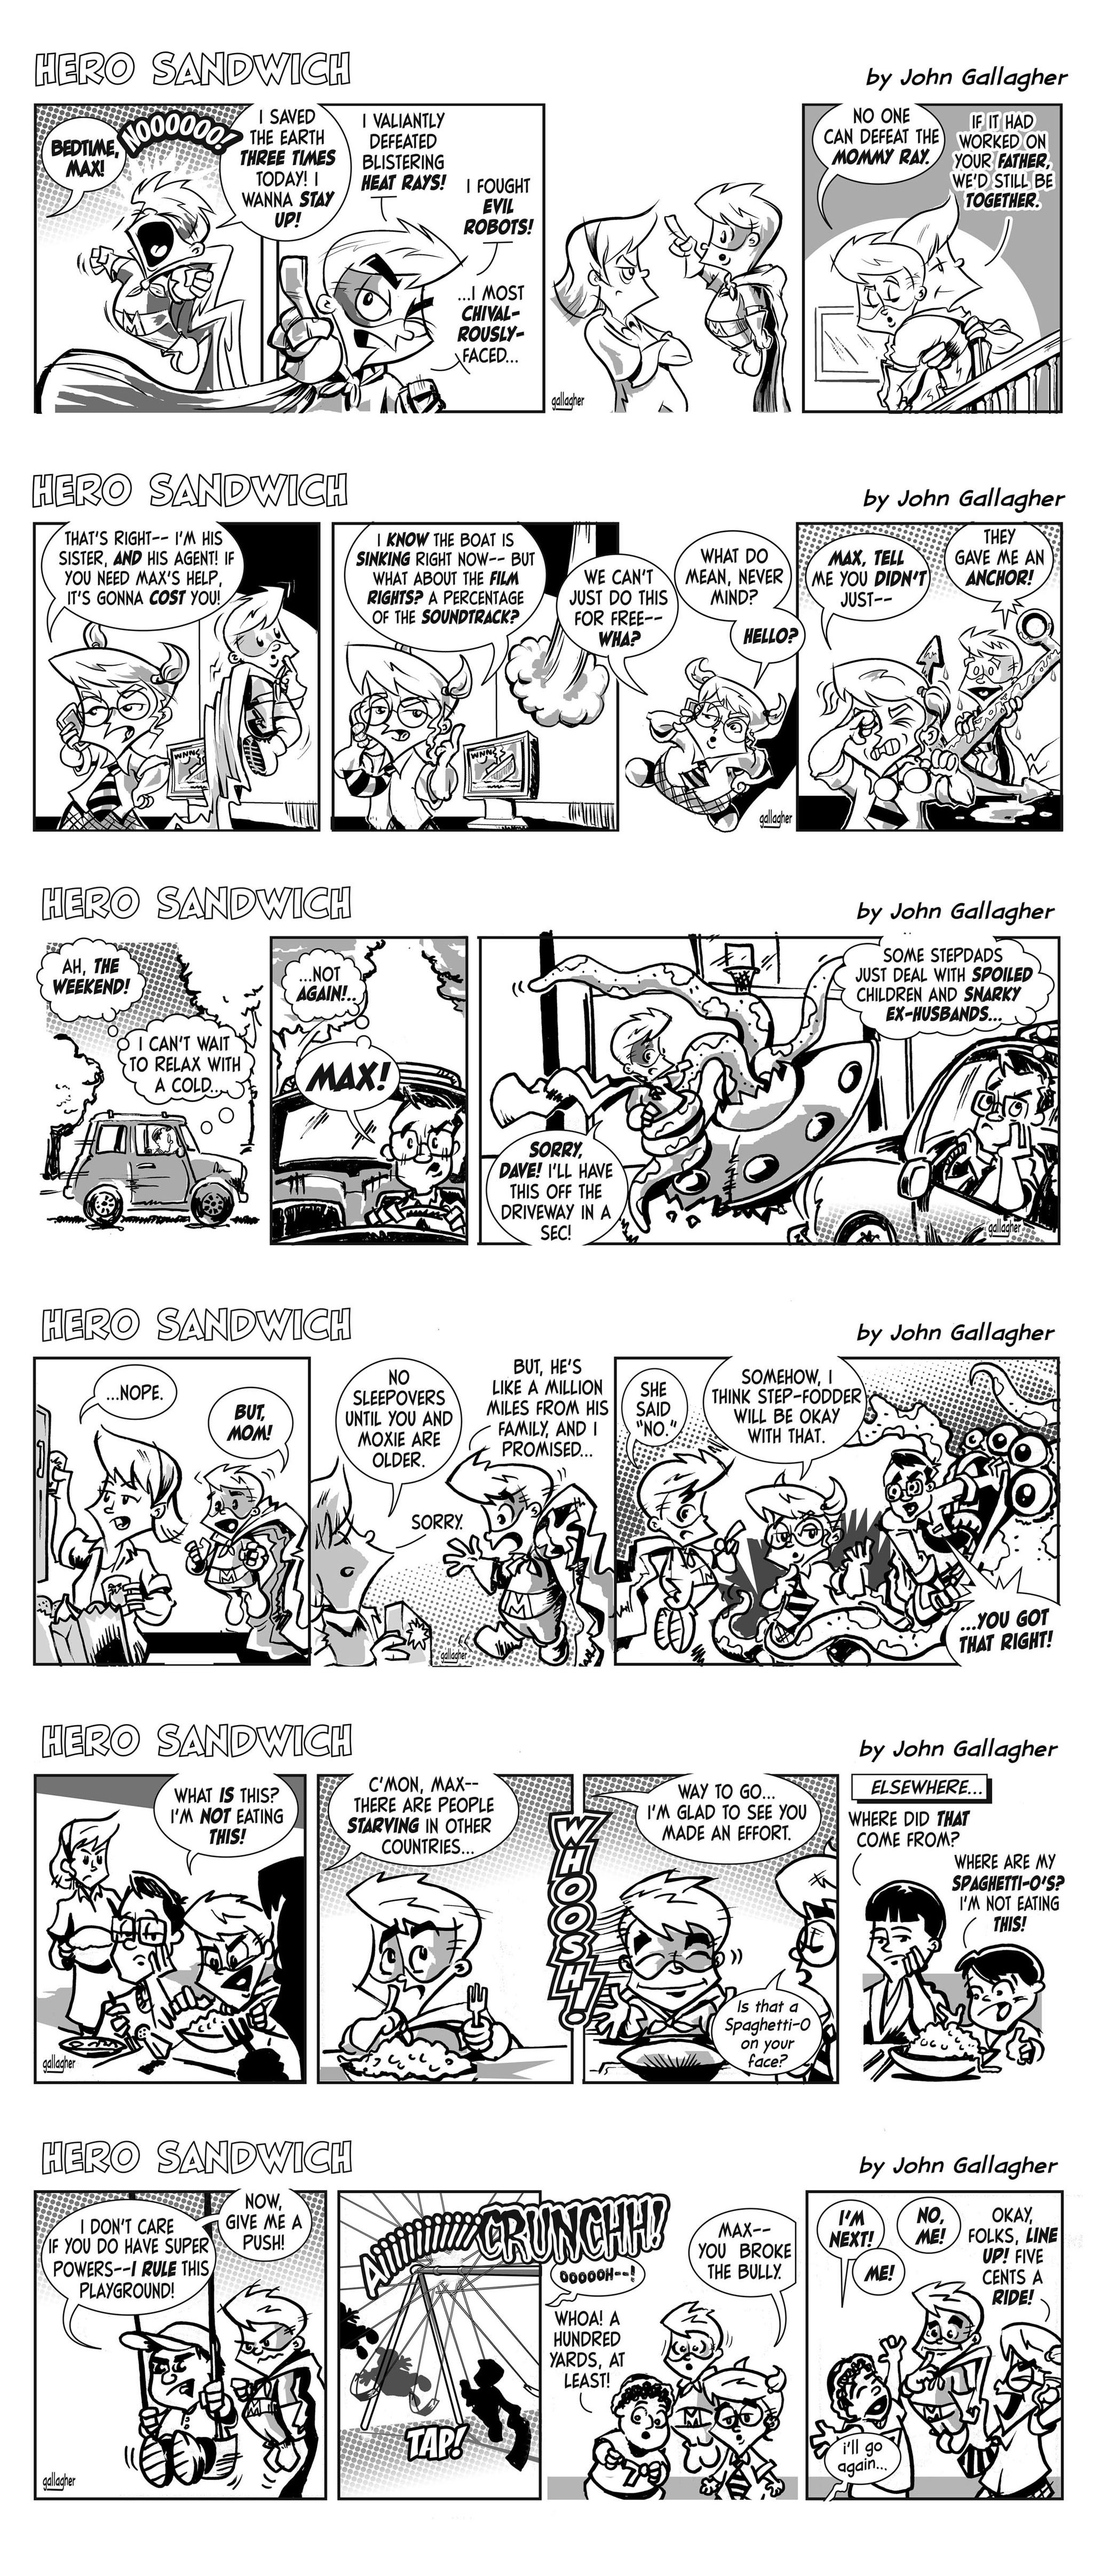 HERO SANDWICH
by John Gallagher
BEDTIME,
MAX!
NOOOOOO!
I SAVED
THE EARTH
THREE TIMES
TODAY! I
WANNA STAY
UP!
I VALIANTLY
DEFEATED
BLISTERING
HEAT RAYS!
I FOUGHT
EVIL
ROBOTS!
...I MOST
CHIVAL-
ROUSLY-
FACED...
gallagher
NO ONE
CAN DEFEAT THE
MOMMY RAY.
IF IT HAD
WORKED ON
YOUR FATHER,
WE'D STILL BE
TOGETHER.
HERO SANDWICH
by John Gallagher
THAT'S RIGHT-- I'M HIS
SISTER, AND HIS AGENT! IF
YOU NEED MAX'S HELP,
IT'S GONNA COST YOU!
WNN
I KNOW THE BOAT IS
SINKING RIGHT NOW-- BUT
WHAT ABOUT THE FILM
RIGHTS? A PERCENTAGE
OF THE SOUNDTRACK?
WNN
WE CAN'T
JUST DO THIS
FOR FREE--
WHA?
WHAT DO
MEAN, NEVER
MIND?
HELLO?
gallagher
MAX, TELL
ME YOU DIDN'T
JUST--
THEY
GAVE ME AN
ANCHOR!
HERO SANDWICH
by John Gallagher
AH, THE
WEEKEND!
I CAN'T WAIT
TO RELAX WITH
A COLD...
...NOT
AGAIN!..
MAX!
SOME STEPDADS
JUST DEAL WITH SPOILED
CHILDREN AND SNARKY
EX-HUSBANDS...
SORRY,
DAVE! I'LL HAVE
THIS OFF THE
DRIVEWAY IN A
SEC!
gallagher
HERO SANDWICH
by John Gallagher
...NOPE.
BUT,
MOM!
M
NO
SLEEPOVERS
UNTIL YOU AND
MOXIE ARE
OLDER.
SORRY.
BUT, HE'S
LIKE A MILLION
MILES FROM HIS
FAMILY, AND I
PROMISED...
M
gallagher
SHE
SAID
"NO."
SOMEHOW, I
THINK STEP-FODDER
WILL BE OKAY
WITH THAT.
...YOU GOT
THAT RIGHT!
HERO SANDWICH
by John Gallagher
WHAT IS THIS?
I'M NOT EATING
THIS!
gallagher
C'MON, MAX--
THERE ARE PEOPLE
STARVING IN OTHER
COUNTRIES...
WHOOSH!
WAY TO GO...
I'M GLAD TO SEE YOU
MADE AN EFFORT.
Is that a
Spaghetti-O
on your
face?
ELSEWHERE...
WHERE DID THAT
COME FROM?
WHERE ARE MY
SPAGHETTI-O'S?
I'M NOT EATING
THIS!
HERO SANDWICH
by John Gallagher
I DON'T CARE
IF YOU DO HAVE SUPER
POWERS--I RULE THIS
PLAYGROUND!
NOW,
GIVE ME A
PUSH!
gallagher
CRUNCHH!
TAP!
OOOOOH--!
WHOA! A
HUNDRED
YARDS, AT
LEAST!
MAX--
YOU BROKE
THE BULLY.
M
I'M
NEXT!
NO,
ME!
ME!
OKAY,
FOLKS, LINE
UP! FIVE
CENTS A
RIDE!
i'll go
again...